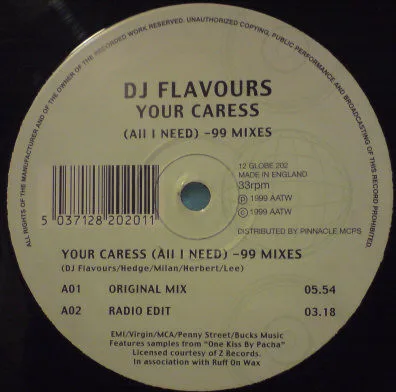 ALL RIGHTS OF THE MANUFACTURER AND OF THE OWNER OF THE RECORDED WORK RESERVED. UNAUTHORIZED COPYING, PUBLIC PERFORMANCE AND BROADCASTING OF THIS RECORD PROHIBITED.
DJ FLAVOURS
YOUR CARESS
(All I NEED) -99 MIXES
5 037128 202011
12 GLOBE 202
MADE IN ENGLAND
33rpm
℗ 1999 AATW
© 1999 AATW
DISTRIBUTED BY PINNACLE MCPS
YOUR CARESS (All I NEED) -99 MIXES
(DJ Flavours/Hedge/Milan/Herbert/Lee)
A01 ORIGINAL MIX 05.54
A02 RADIO EDIT 03.18
EMI/Virgin/MCA/Penny Street/Bucks Music
Features samples from "One Kiss By Pacha"
Licensed courtesy of Z Records.
In association with Ruff On Wax